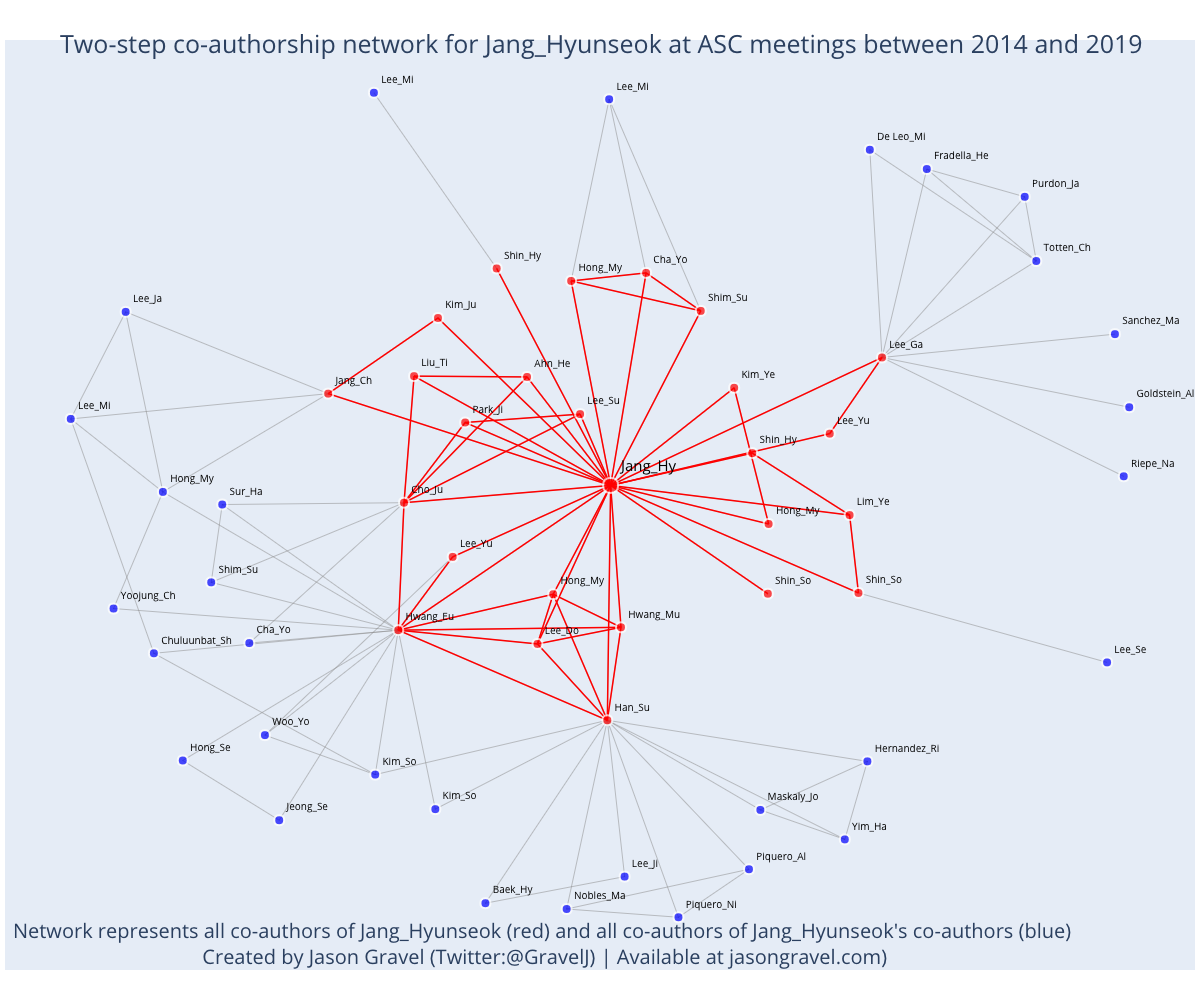 Two-step co-authorship network for Jang_Hyunseok at ASC meetings between 2014 and 2019
Lee_Mi
Lee_Mi
De Leo_Mi
Fradella_He
Purdon_Ja
Totten_Ch
Shin_Hy
Hong_My
Cha_Yo
Shim_Su
Lee_Ja
Kim_Ju
Sanchez_Ma
Lee_Ga
Liu_Ti
Ahn_He
Jang_Ch
Kim_Ye
Goldstein_Al
Lee_Mi
Park_Ji
Lee_Su
Lee_Yu
Shin_Hy
Jang_Hy
Riepe_Na
Hong_My
Sur_Ha
Cho_Ju
Hong_My
Lim_Ye
Lee_Yu
Shim_Su
Hong_My
Shin_So
Shin_So
Yoojung_Ch
Hwang_Eu
Hwang_Mu
Chuluunbat_Sh
Cha_Yo
Lee_Do
Lee_Se
Han_Su
Woo_Yo
Hong_Se
Kim_So
Hernandez_Ri
Jeong_Se
Kim_So
Maskaly_Jo
Yim_Ha
Piquero_Al
Lee_Ji
Baek_Hy
Nobles_Ma
Piquero_Ni
Network represents all co-authors of Jang_Hyunseok (red) and all co-authors of Jang_Hyunseok's co-authors (blue)
Created by Jason Gravel (Twitter:@GravelJ) | Available at jasongravel.com)